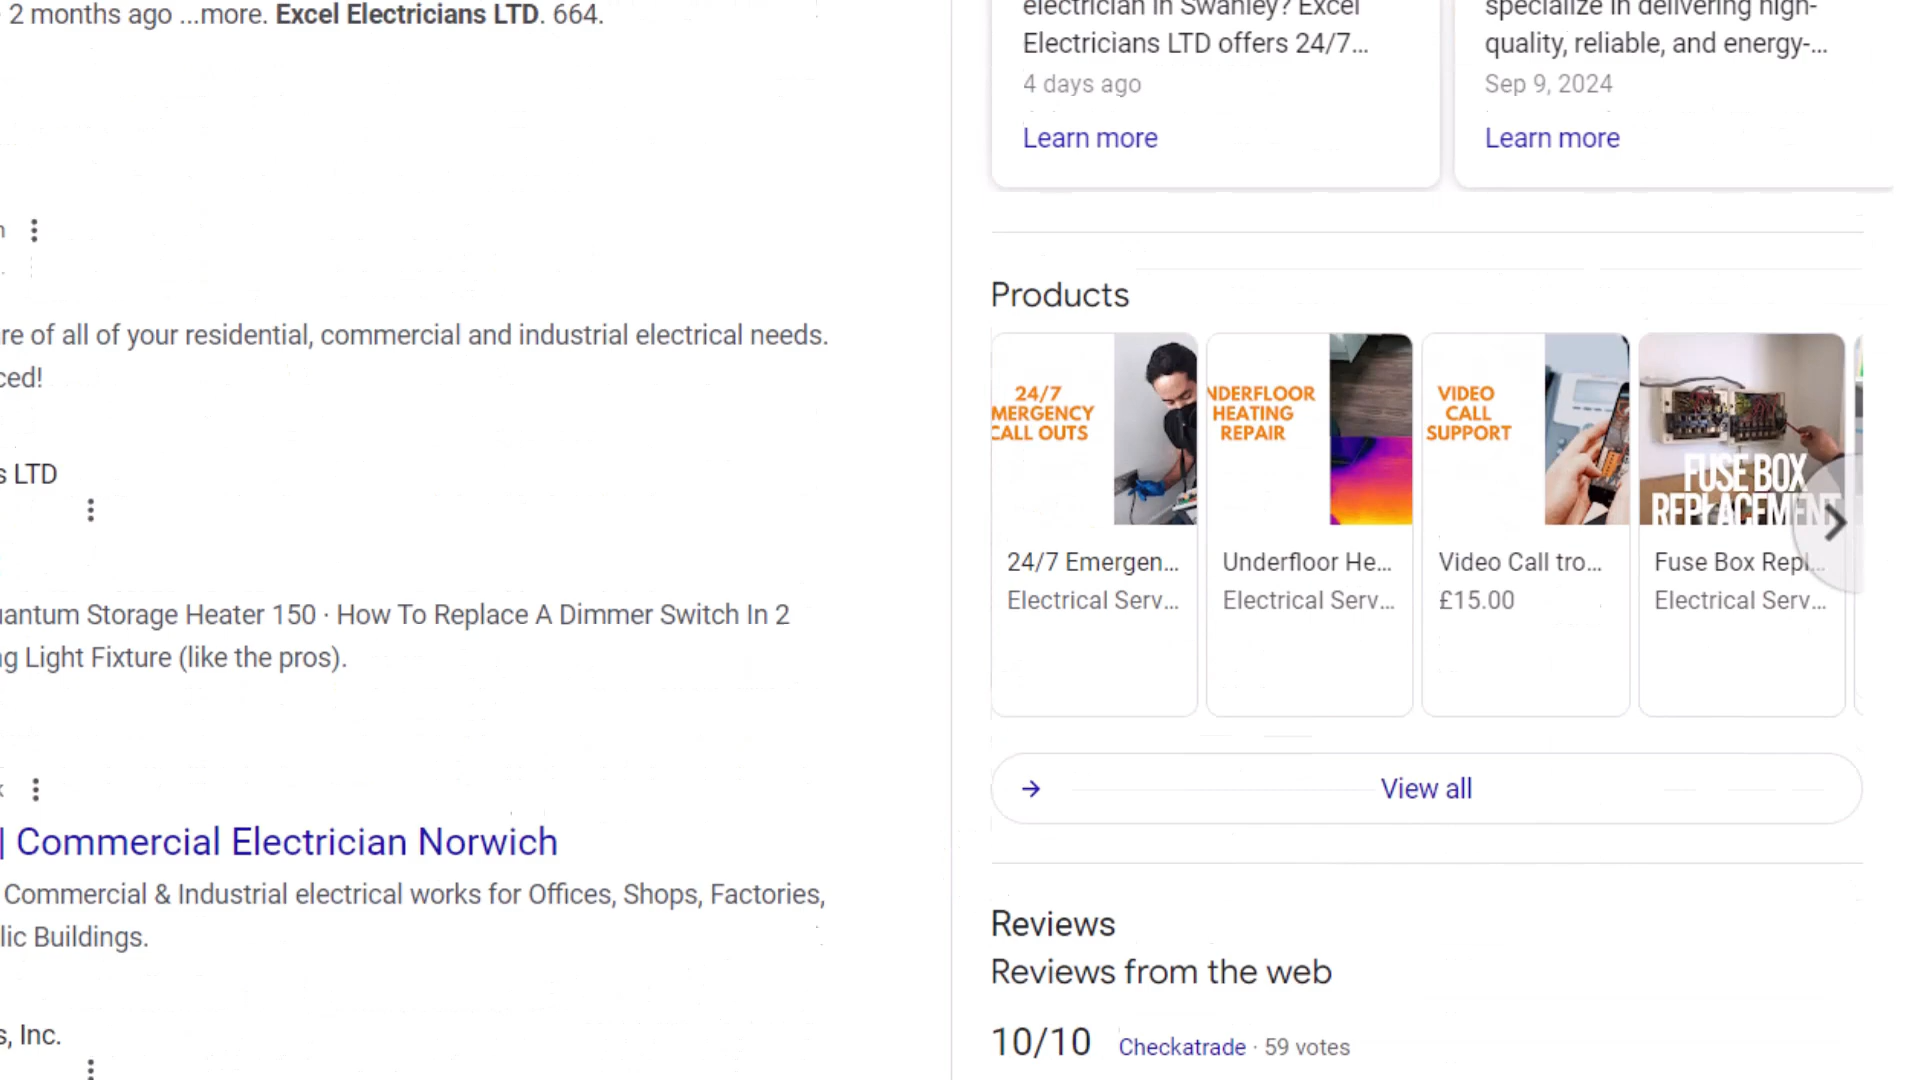 2 months ago ...more. Excel Electricians LTD. 664.
re of all of your residential, commercial and industrial electrical needs.
ced!
s LTD
uantum Storage Heater 150 · How To Replace A Dimmer Switch In 2
ng Light Fixture (like the pros).
| Commercial Electrician Norwich
Commercial & Industrial electrical works for Offices, Shops, Factories,
lic Buildings.
s, Inc.
electrician in Swanley? Excel
Electricians LTD offers 24/7...
4 days ago
Learn more
specialize in delivering high-
quality, reliable, and energy-...
Sep 9, 2024
Learn more
Products
24/7
MERGENCY
CALL OUTS
24/7 Emergen...
Electrical Serv...
NDERFLOOR
HEATING
REPAIR
Underfloor He...
Electrical Serv...
VIDEO
CALL
SUPPORT
Video Call tro...
£15.00
FUSE BOX
REPLACEMENT
Fuse Box Repl...
Electrical Serv...
View all
Reviews
Reviews from the web
10/10 Checkatrade · 59 votes